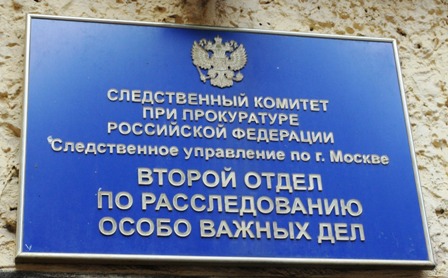 СЛЕДСТВЕННЫЙ КОМИТЕТ
ПРИ ПРОКУРАТУРЕ
РОССИЙСКОЙ ФЕДЕРАЦИИ
Следственное управление по г. Москве
ВТОРОЙ ОТДЕЛ
ПО РАССЛЕДОВАНИЮ
ОСОБО ВАЖНЫХ ДЕЛ